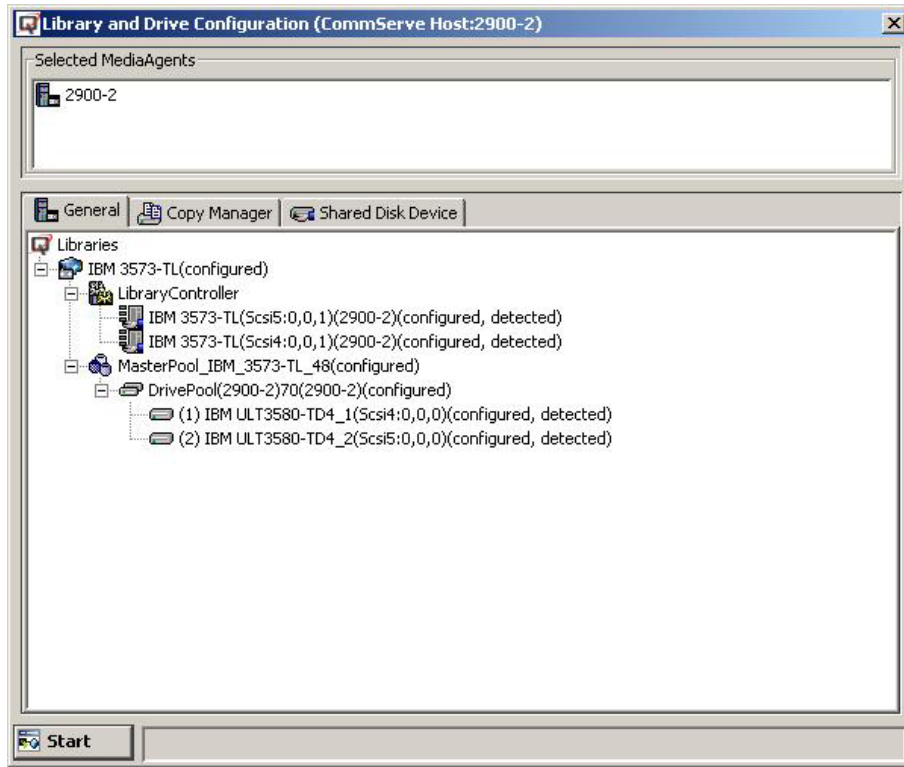 Library and Drive Configuration (CommServe Host:2900-2)
Selected MediaAgents
2900-2
General Copy Manager Shared Disk Device
Libraries
IBM 3573-TL(configured)
LibraryController
IBM 3573-TL(Scsi5:0,0,1)(2900-2)(configured, detected)
IBM 3573-TL(Scsi4:0,0,1)(2900-2)(configured, detected)
MasterPool_IBM_3573-TL_48(configured)
DrivePool(2900-2)70(2900-2)(configured)
(1) IBM ULT3580-TD4_1(Scsi4:0,0,0)(configured, detected)
(2) IBM ULT3580-TD4_2(Scsi5:0,0,0)(configured, detected)
Start